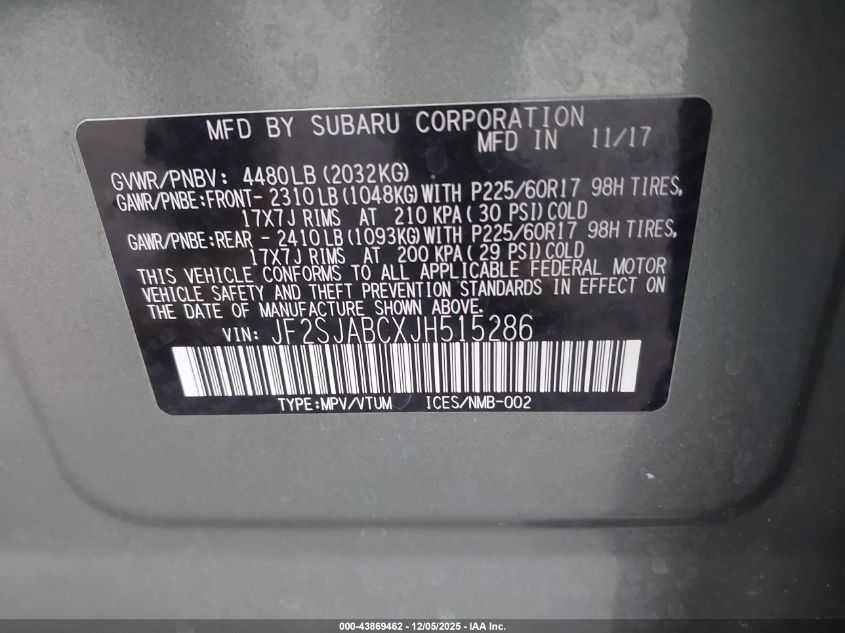 MFD BY SUBARU CORPORATION
MFD IN 11/17
GVWR/PNBV: 4480LB (2032KG)
GAWR/PNBE:FRONT- 2310LB(1048KG)WITH P225/60R17 98H TIRES,
17X7J RIMS AT 210 KPA(30 PSI)COLD
GAWR/PNBE:REAR - 2410LB(1093KG)WITH P225/60R17 98H TIRES,
17X7J RIMS AT 200 KPA(29 PSI)COLD
THIS VEHICLE CONFORMS TO ALL APPLICABLE FEDERAL MOTOR
VEHICLE SAFETY AND THEFT PREVENTION STANDARDS IN EFFECT ON
THE DATE OF MANUFACTURE SHOWN ABOVE.
VIN: JF2SJABCXJH515286
TYPE:MPV/VTUM ICES/NMB-002
000-43869462 - 12/05/2025 - IAA Inc.